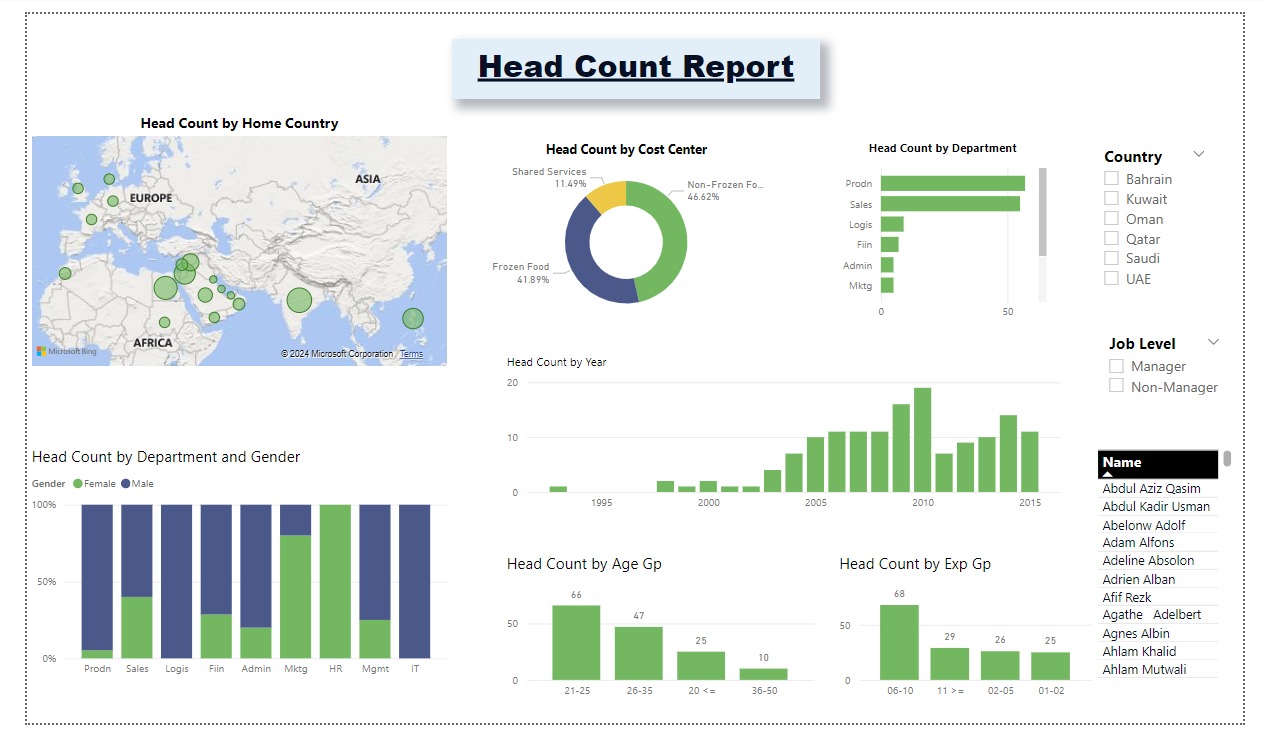 Head Count Report
Head Count by Home Country
ASIA
EUROPE
AFRICA
Microsoft Bing
© 2024 Microsoft Corporation Terms
Head Count by Cost Center
Shared Services
11.49%
Non-Frozen Fo...
46.62%
Frozen Food
41.89%
Head Count by Department
Prodn
Sales
Logis
Fiin
Admin
Mktg
0 50
Country
Bahrain
Kuwait
Oman
Qatar
Saudi
UAE
Job Level
Manager
Non-Manager
Head Count by Year
20
10
0
1995 2000 2005 2010 2015
Head Count by Department and Gender
Gender Female Male
100%
50%
0%
Prodn Sales Logis Fiin Admin Mktg HR Mgmt IT
Head Count by Age Gp
66
47
25
10
50
0
21-25 26-35 20 <= 36-50
Head Count by Exp Gp
68
29
26
25
50
0
06-10 11 >= 02-05 01-02
Name
Abdul Aziz Qasim
Abdul Kadir Usman
Abelonw Adolf
Adam Alfons
Adeline Absolon
Adrien Alban
Afif Rezk
Agathe Adelbert
Agnes Albin
Ahlam Khalid
Ahlam Mutwali